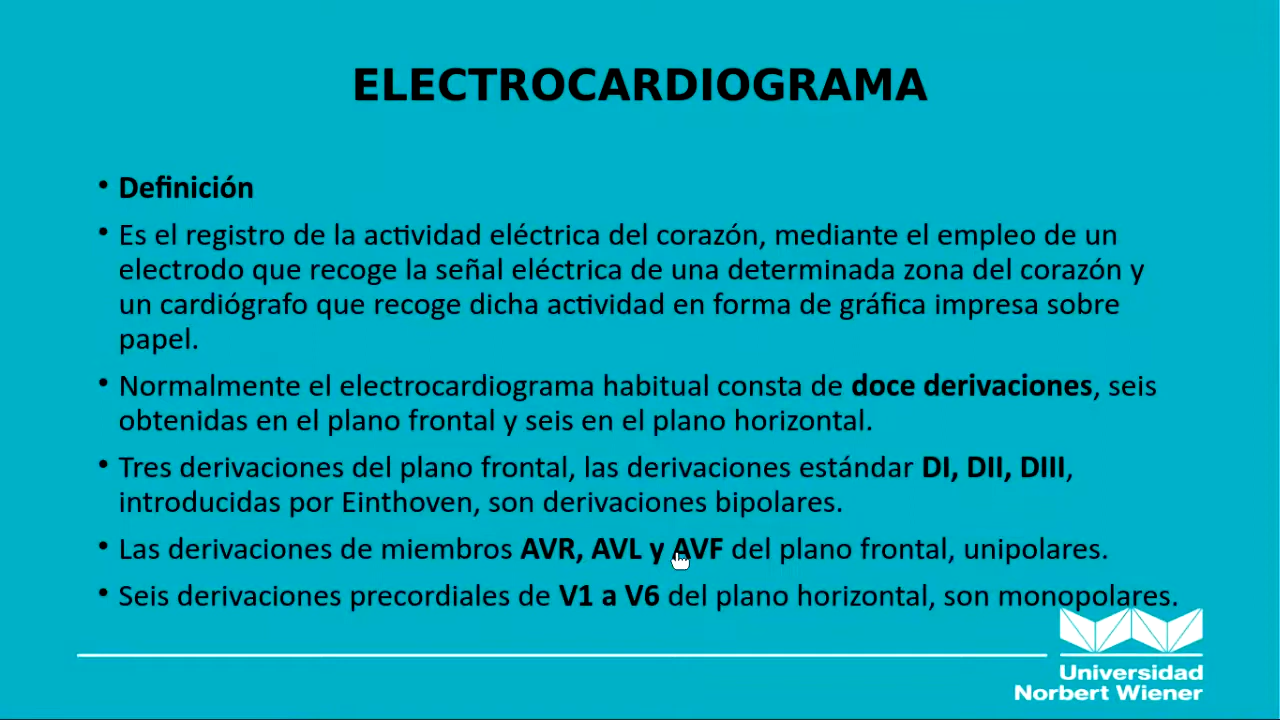 ELECTROCARDIOGRAMA
• Definición
• Es el registro de la actividad eléctrica del corazón, mediante el empleo de un
electrodo que recoge la señal eléctrica de una determinada zona del corazón y
un cardiógrafo que recoge dicha actividad en forma de gráfica impresa sobre
papel.
• Normalmente el electrocardiograma habitual consta de doce derivaciones, seis
obtenidas en el plano frontal y seis en el plano horizontal.
• Tres derivaciones del plano frontal, las derivaciones estándar DI, DII, DIII,
introducidas por Einthoven, son derivaciones bipolares.
• Las derivaciones de miembros AVR, AVL y AVF del plano frontal, unipolares.
• Seis derivaciones precordiales de V1 a V6 del plano horizontal, son monopolares.
Universidad
Norbert Wiener